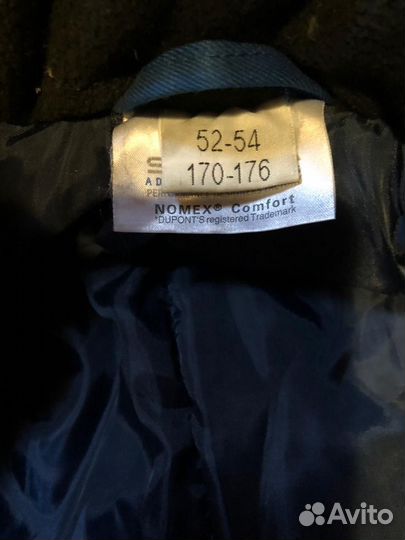 52-54
170-176
NOMEX® Comfort
*DUPONT'S registered Trademark
Avito